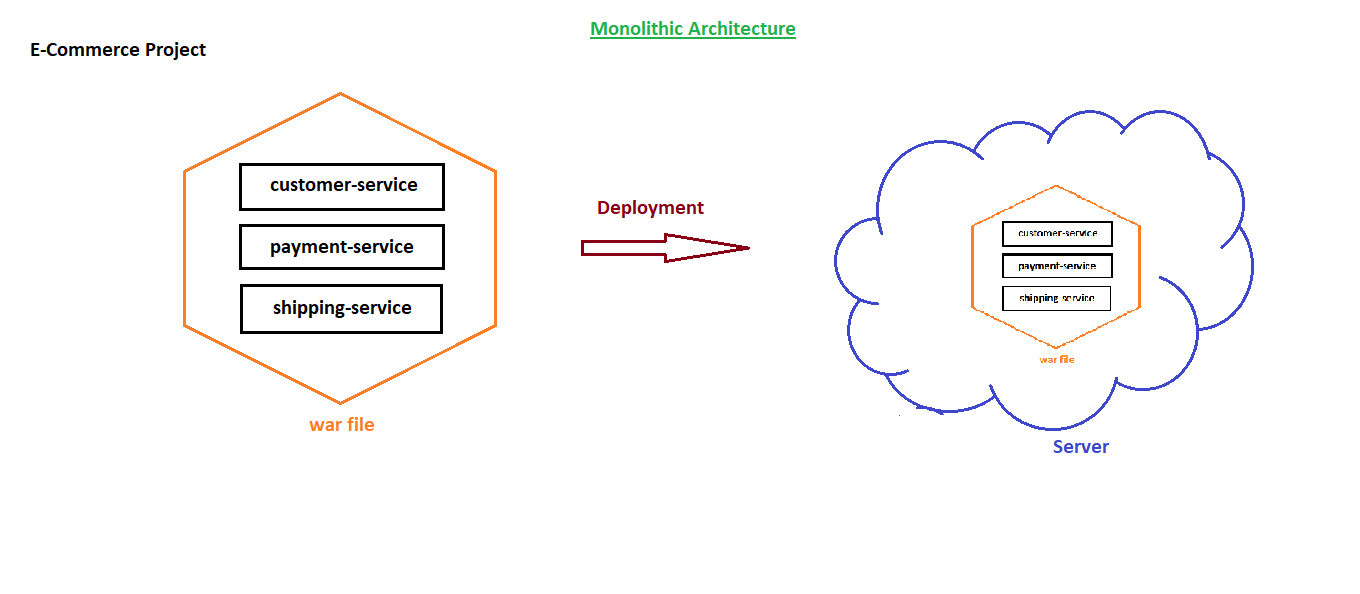 Monolithic Architecture
E-Commerce Project
customer-service
payment-service
shipping-service
war file
Deployment
customer-service
payment-service
shipping-service
war file
Server